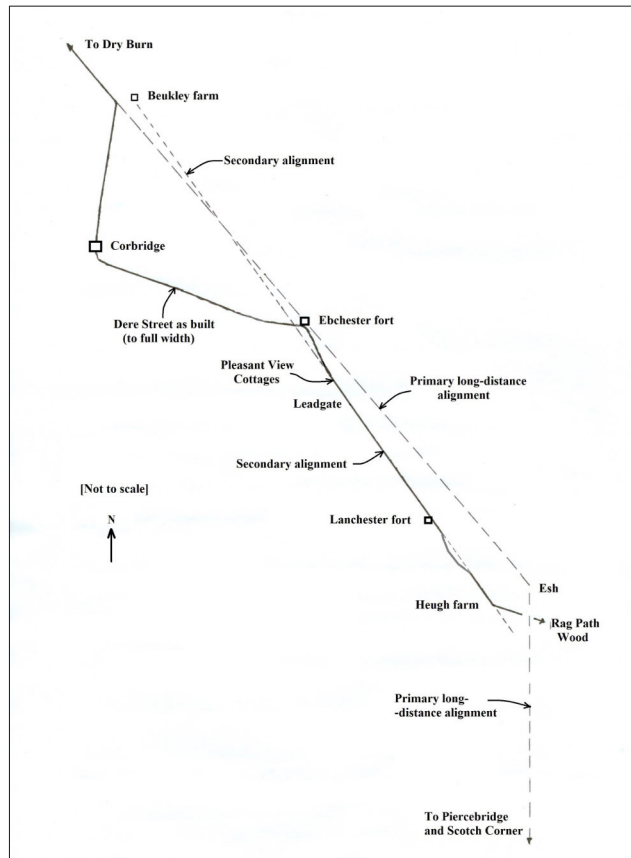 To Dry Burn
Beukley farm
Secondary alignment
Corbridge
Dere Street as built
(to full width)
Ebchester fort
Pleasant View
Cottages
Primary long-distance
alignment
Leadgate
Secondary alignment
[Not to scale]
N
Lanchester fort
Esh
Heugh farm
Rag Path
Wood
Primary long-
-distance alignment
To Piercebridge
and Scotch Corner